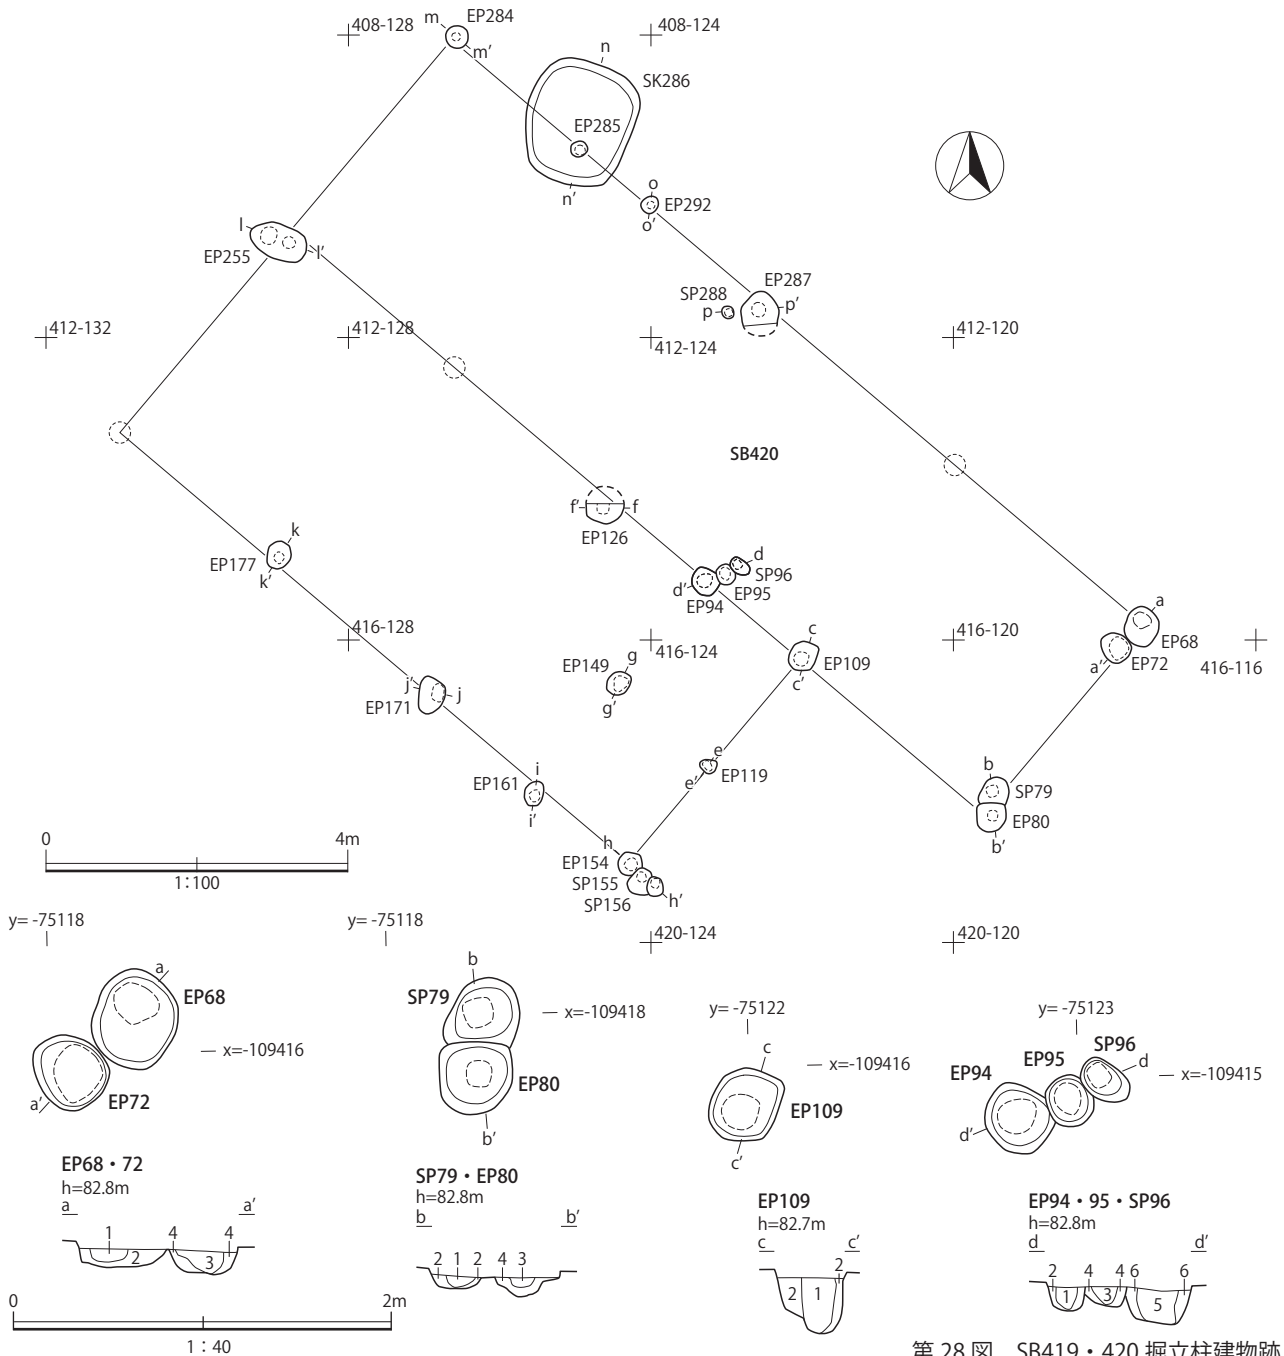 m EP284
408-128
408-124
m'
n
SK286
EP285
n'
o
EP292
o'
l
EP255
l'
EP287
SP288
p
p'
412-132
412-128
412-124
412-120
SB420
f'
f
EP126
k
EP177
k'
d
SP96
EP95
d'
EP94
416-128
416-124
416-120
416-116
c
EP109
c'
a
EP68
a'
EP72
EP149
g
g'
j'
j
EP171
e
EP119
e'
i
EP161
i'
b
SP79
EP80
b'
h
EP154
SP155
SP156
h'
0 4m
1：100
420-124
420-120
y= -75118
a
EP68
x=-109416
EP72
a'
y= -75118
b
SP79
x=-109418
EP80
b'
y= -75122
c
x=-109416
EP109
c'
y= -75123
SP96
EP95
d
EP94
x=-109415
d'
EP68・72
h=82.8m
a a'
1 4 4
2 3
SP79・EP80
h=82.8m
b b'
2 1 2 4 3
EP109
h=82.7m
c c'
2
2 1
EP94・95・SP96
h=82.8m
d d'
2 4 4 6 6
1 3 5
0 2m
1：40
第 28 図　SB419・420 掘立柱建物跡